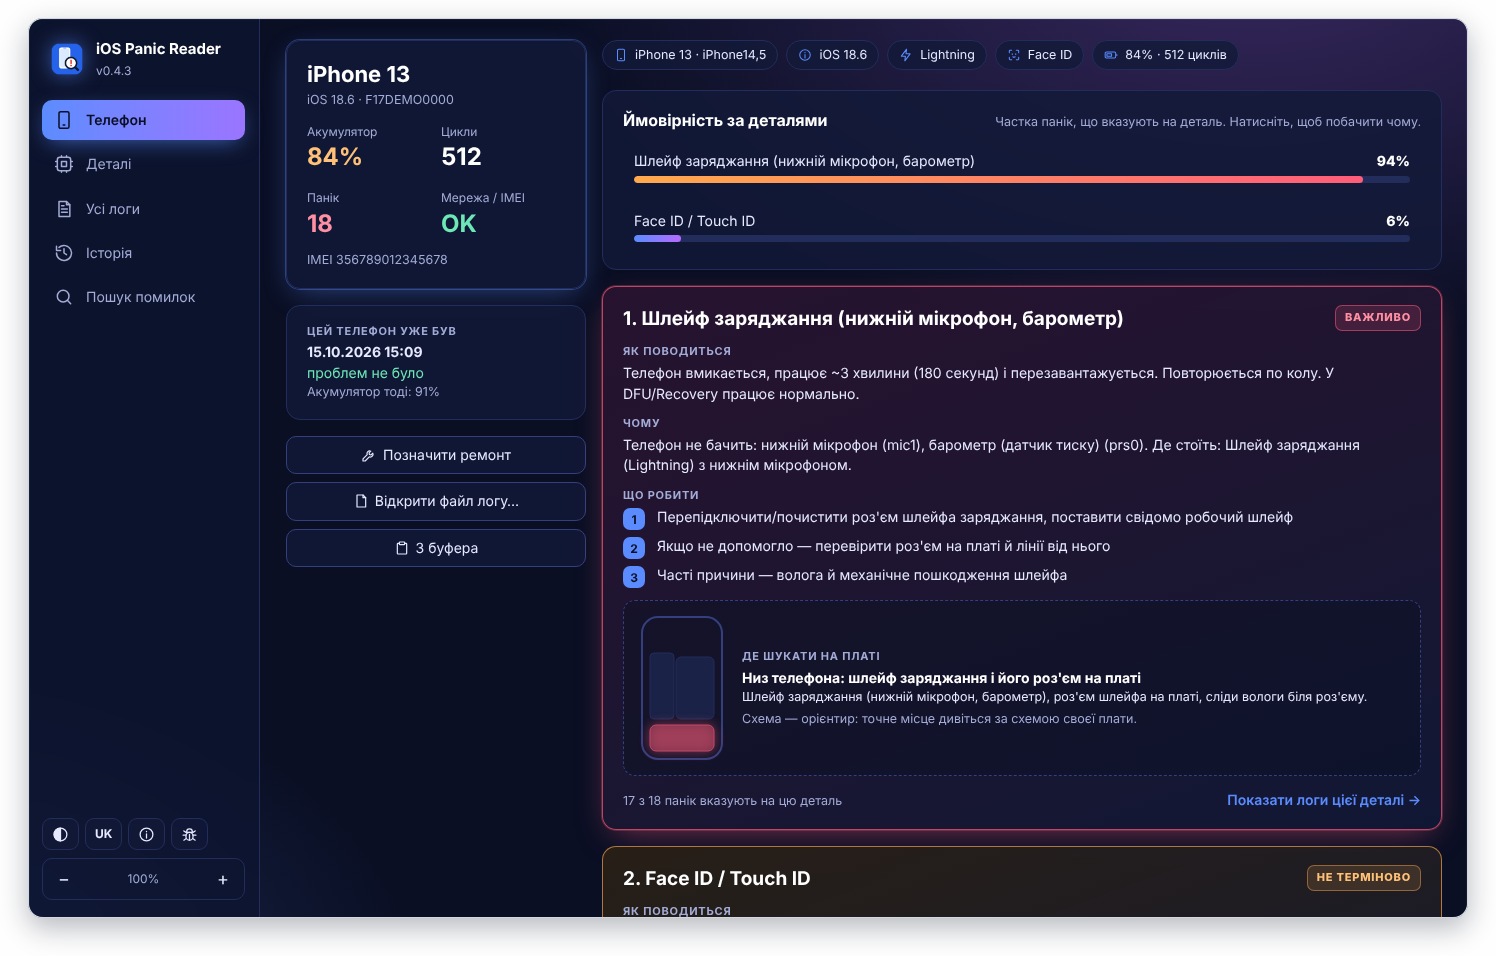 iOS Panic Reader
v0.4.3
Телефон
Деталі
Усі логи
Історія
Пошук помилок
UK
−
100%
+
iPhone 13
iOS 18.6 · F17DEMO0000
Акумулятор
Цикли
84%
512
Панік
Мережа / IMEI
18
OK
IMEI 356789012345678
ЦЕЙ ТЕЛЕФОН УЖЕ БУВ
15.10.2026 15:09
проблем не було
Акумулятор тоді: 91%
Позначити ремонт
Відкрити файл логу...
З буфера
iPhone 13 · iPhone14,5
iOS 18.6
Lightning
Face ID
84% · 512 циклів
Ймовірність за деталями
Частка панік, що вказують на деталь. Натисніть, щоб побачити чому.
Шлейф заряджання (нижній мікрофон, барометр)
94%
Face ID / Touch ID
6%
1. Шлейф заряджання (нижній мікрофон, барометр)
ВАЖЛИВО
ЯК ПОВОДИТЬСЯ
Телефон вмикається, працює ~3 хвилини (180 секунд) і перезавантажується. Повторюється по колу. У
DFU/Recovery працює нормально.
ЧОМУ
Телефон не бачить: нижній мікрофон (mic1), барометр (датчик тиску) (prs0). Де стоїть: Шлейф заряджання
(Lightning) з нижнім мікрофоном.
ЩО РОБИТИ
1 Перепідключити/почистити роз'єм шлейфа заряджання, поставити свідомо робочий шлейф
2 Якщо не допомогло — перевірити роз'єм на платі й лінії від нього
3 Часті причини — волога й механічне пошкодження шлейфа
ДЕ ШУКАТИ НА ПЛАТІ
Низ телефона: шлейф заряджання і його роз'єм на платі
Шлейф заряджання (нижній мікрофон, барометр), роз'єм шлейфа на платі, сліди вологи біля роз'єму.
Схема — орієнтир: точне місце дивіться за схемою своєї плати.
17 з 18 панік вказують на цю деталь
Показати логи цієї деталі →
2. Face ID / Touch ID
НЕ ТЕРМІНОВО
ЯК ПОВОДИТЬСЯ